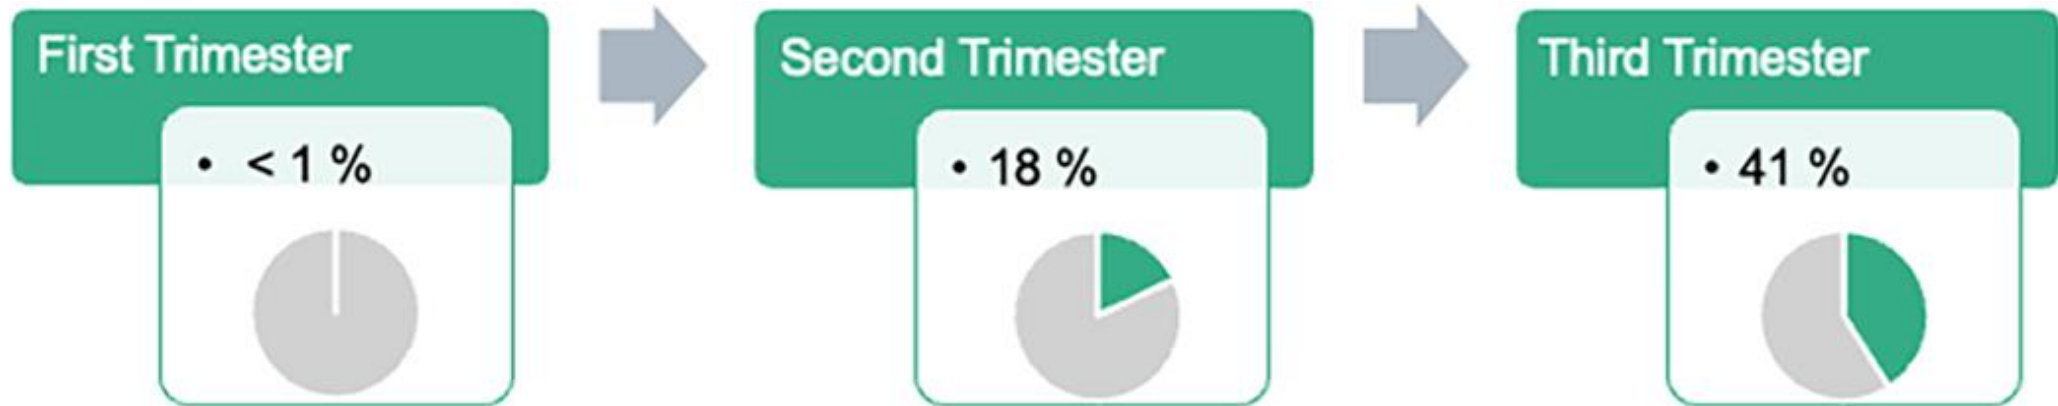 First Trimester
• < 1 %
Second Trimester
• 18 %
Third Trimester
• 41 %